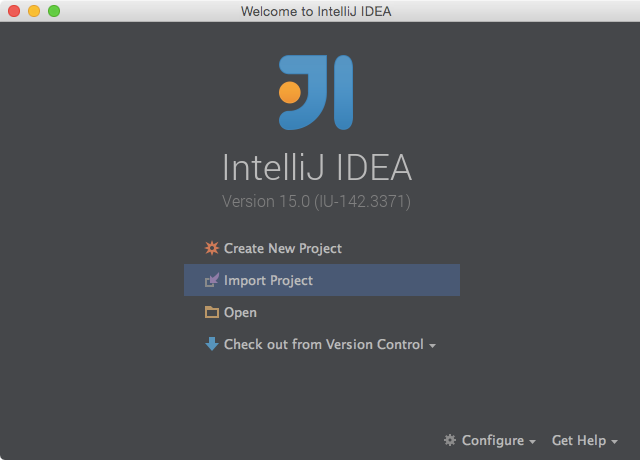 Welcome to IntelliJ IDEA
IntelliJ IDEA
Version 15.0 (IU-142.3371)
Create New Project
Import Project
Open
Check out from Version Control
Configure Get Help